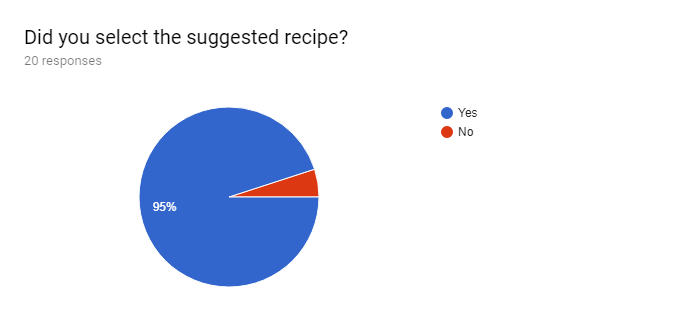 Did you select the suggested recipe?
20 responses
Yes
No
95%